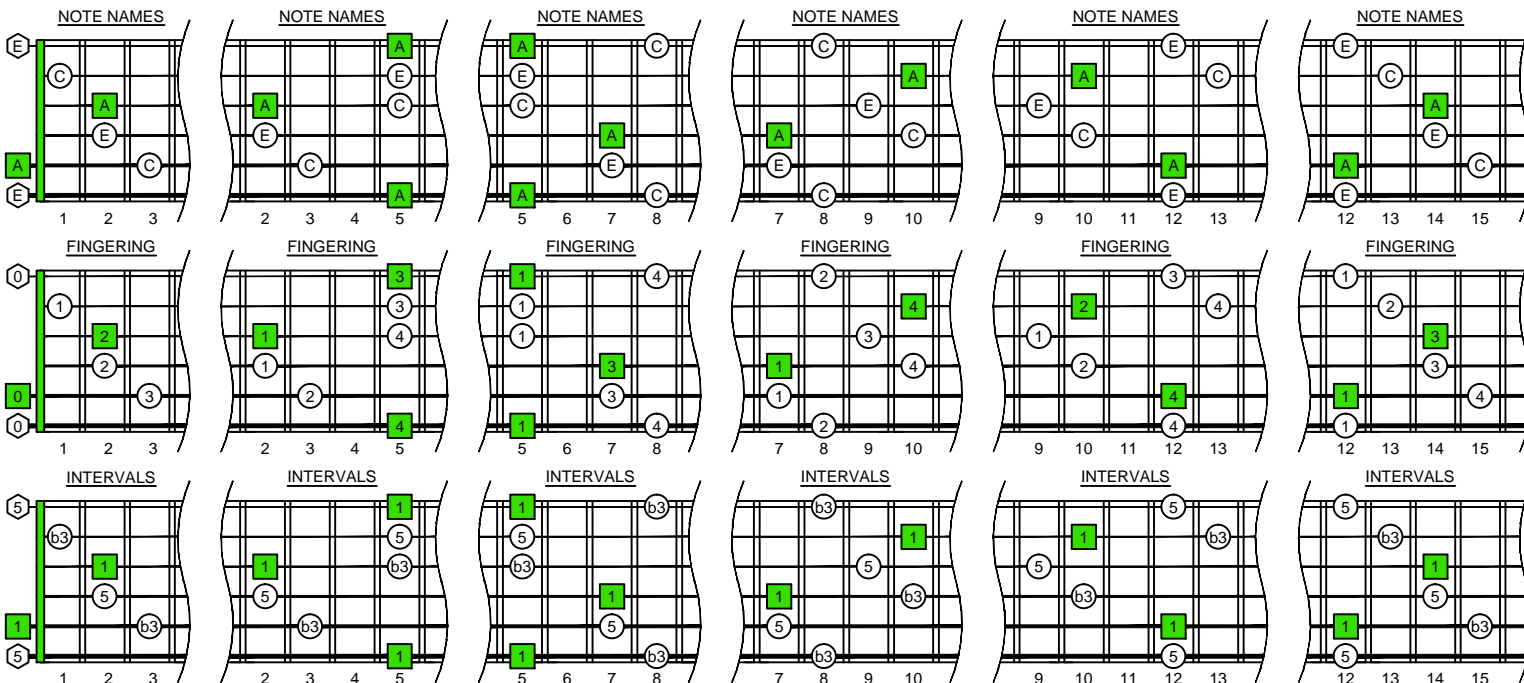 NOTE NAMES NOTE NAMES NOTE NAMES NOTE NAMES NOTE NAMES NOTE NAMES
E A A C C E E
C E E A A C C
A A C E E A
E E A A C C E
A C C E E A A C
E A A C C E E
1 2 3 2 3 4 5 5 6 7 8 7 8 9 10 9 10 11 12 13 12 13 14 15
FINGERING FINGERING FINGERING FINGERING FINGERING FINGERING
0 3 1 4 2 3 1
1 3 1 4 2 4 2
2 1 4 1 3 1 3
2 1 3 1 4 2 3
0 3 2 3 1 4 1 4
0 4 1 4 2 4 1
1 2 3 2 3 4 5 5 6 7 8 7 8 9 10 9 10 11 12 13 12 13 14 15
INTERVALS INTERVALS INTERVALS INTERVALS INTERVALS INTERVALS
5 1 1 b3 b3 5 5
b3 5 5 1 1 b3 b3
1 1 b3 b3 5 5 1
5 5 1 1 b3 b3 5
1 b3 b3 5 5 1 1 b3
5 1 1 b3 b3 5 5
1 2 3 2 3 4 5 5 6 7 8 7 8 9 10 9 10 11 12 13 12 13 14 15